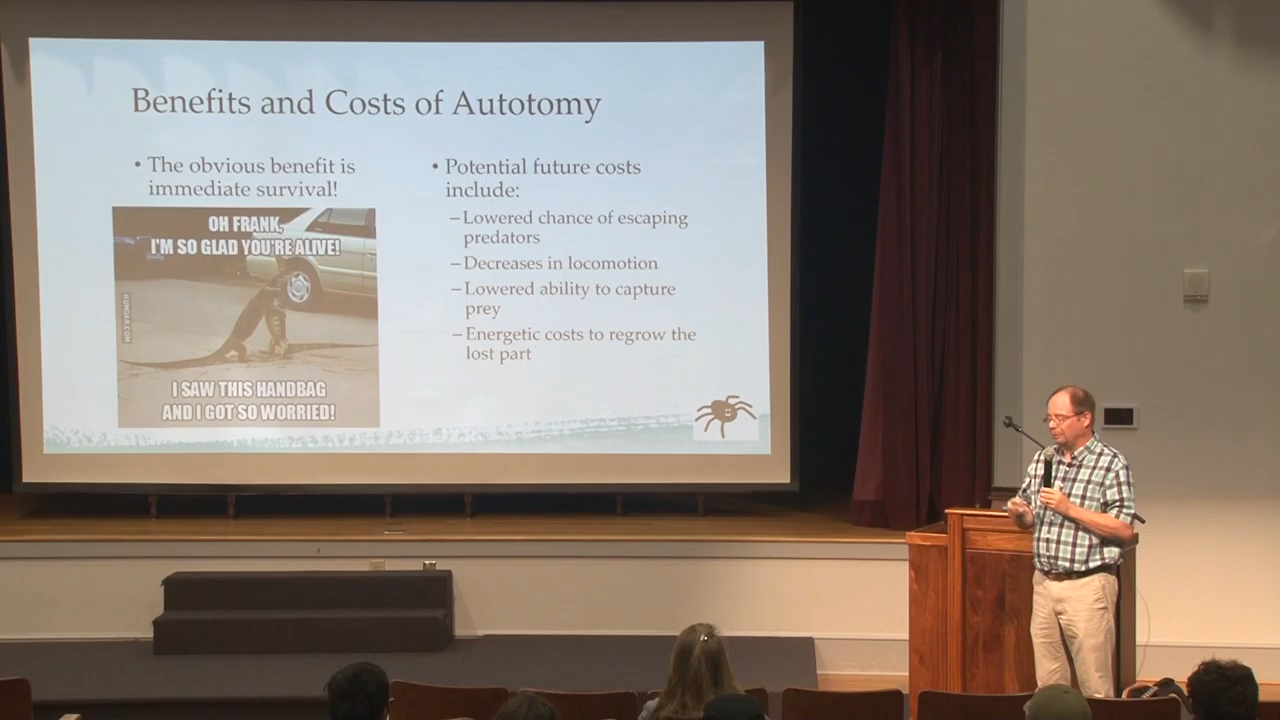 Benefits and Costs of Autotomy
• The obvious benefit is
immediate survival!
OH FRANK,
I'M SO GLAD YOU'RE ALIVE!
HUMOAR.COM
I SAW THIS HANDBAG
AND I GOT SO WORRIED!
• Potential future costs
include:
–Lowered chance of escaping
predators
–Decreases in locomotion
–Lowered ability to capture
prey
–Energetic costs to regrow the
lost part